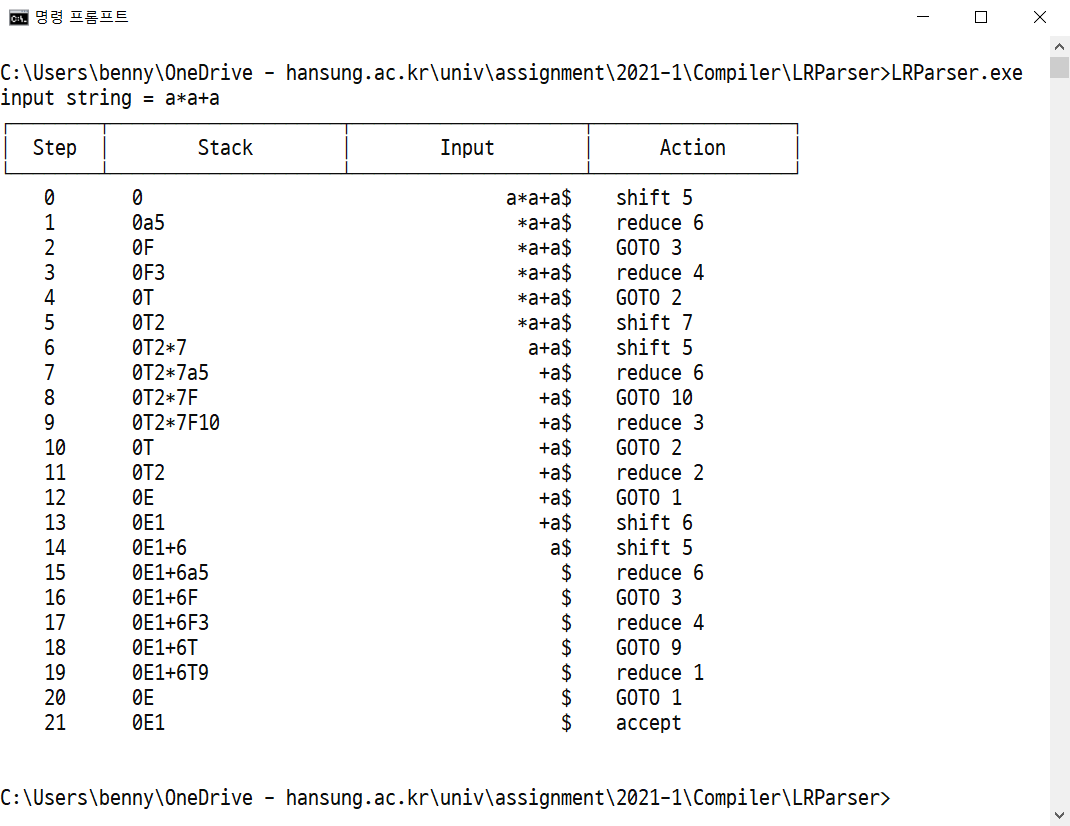 명령 프롬프트
C:\Users\benny\OneDrive - hansung.ac.kr\univ\assignment\2021-1\Compiler\LRParser>LRParser.exe
input string = a*a+a
Step Stack Input Action
0 0 a*a+a$ shift 5
1 0a5 *a+a$ reduce 6
2 0F *a+a$ GOTO 3
3 0F3 *a+a$ reduce 4
4 0T *a+a$ GOTO 2
5 0T2 *a+a$ shift 7
6 0T2*7 a+a$ shift 5
7 0T2*7a5 +a$ reduce 6
8 0T2*7F +a$ GOTO 10
9 0T2*7F10 +a$ reduce 3
10 0T +a$ GOTO 2
11 0T2 +a$ reduce 2
12 0E +a$ GOTO 1
13 0E1 +a$ shift 6
14 0E1+6 a$ shift 5
15 0E1+6a5 $ reduce 6
16 0E1+6F $ GOTO 3
17 0E1+6F3 $ reduce 4
18 0E1+6T $ GOTO 9
19 0E1+6T9 $ reduce 1
20 0E $ GOTO 1
21 0E1 $ accept
C:\Users\benny\OneDrive - hansung.ac.kr\univ\assignment\2021-1\Compiler\LRParser>